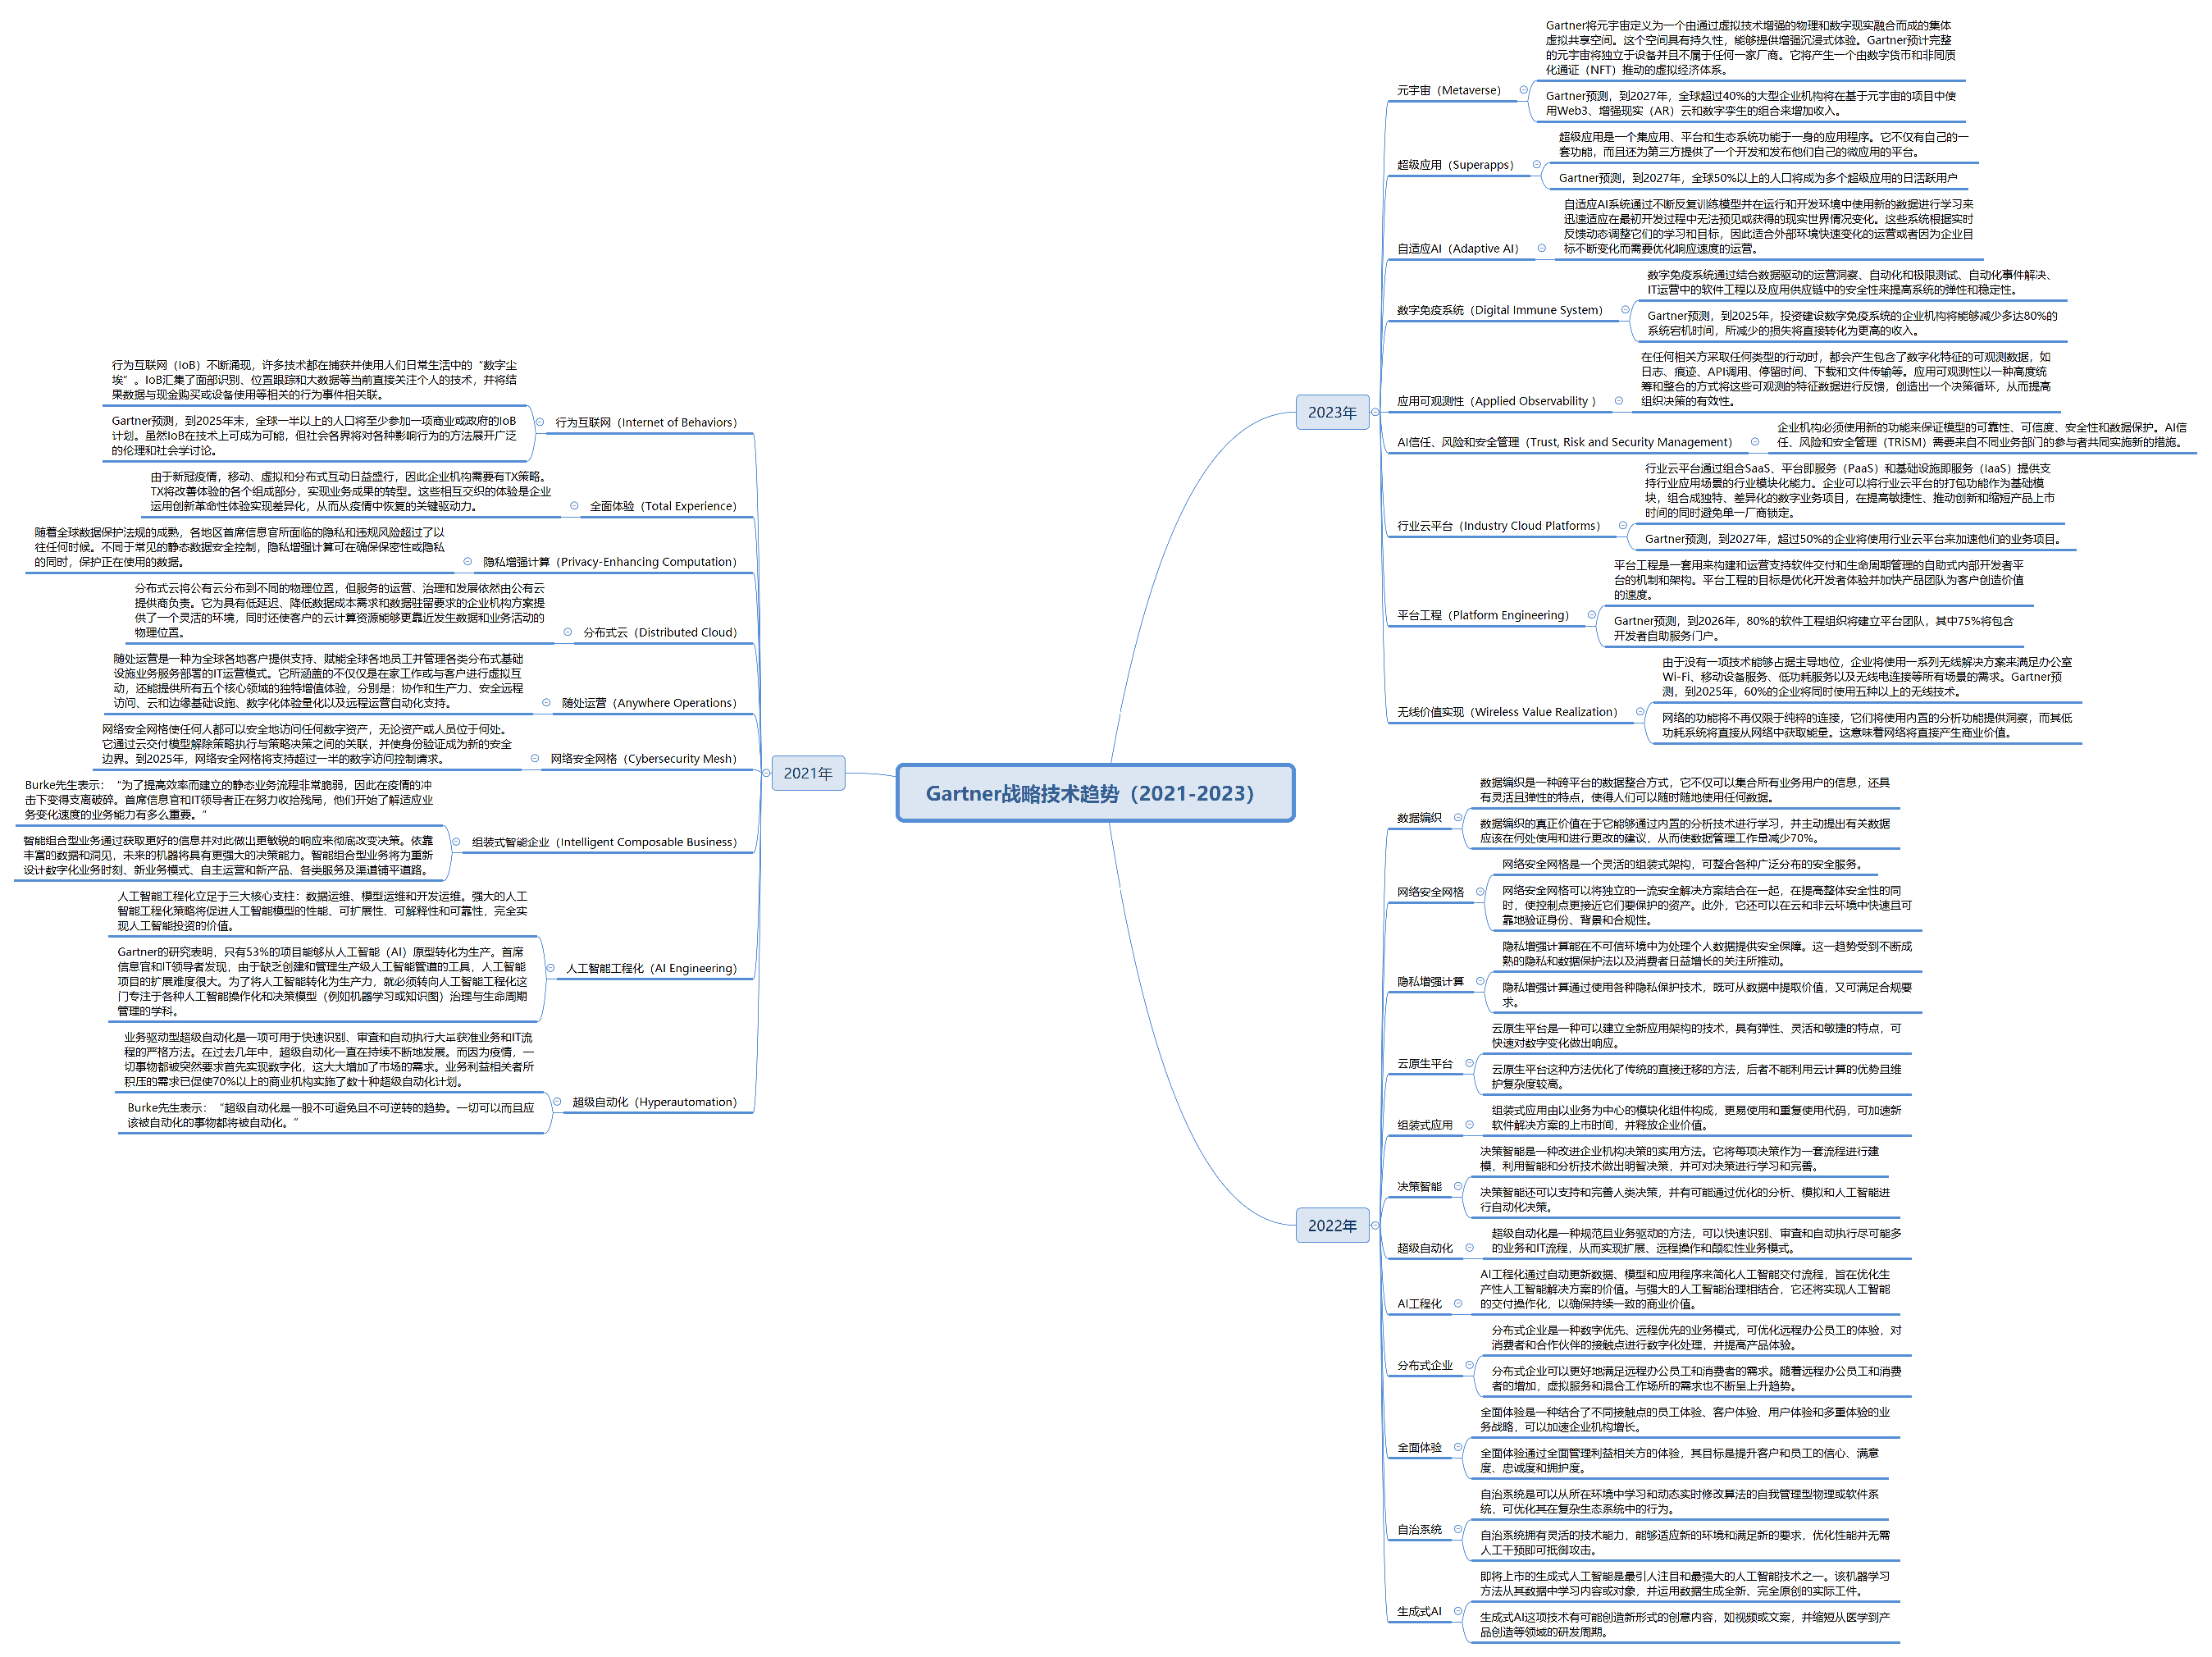 Gartner战略技术趋势（2021-2023）
2023年
元宇宙（Metaverse）
Gartner将元宇宙定义为一个由通过虚拟技术增强的物理和数字现实融合而成的集体
虚拟共享空间。这个空间具有持久性，能够提供增强沉浸式体验。Gartner预计完整
的元宇宙将独立于设备并且不属于任何一家厂商。它将产生一个由数字货币和非同质
化通证（NFT）推动的虚拟经济体系。
Gartner预测，到2027年，全球超过40%的大型企业机构将在基于元宇宙的项目中使
用Web3、增强现实（AR）云和数字孪生的组合来增加收入。
超级应用（Superapps）
超级应用是一个集应用、平台和生态系统功能于一身的应用程序。它不仅有自己的一
套功能，而且还为第三方提供了一个开发和发布他们自己的微应用的平台。
Gartner预测，到2027年，全球50%以上的人口将成为多个超级应用的日活跃用户
自适应AI（Adaptive AI）
自适应AI系统通过不断反复训练模型并在运行和开发环境中使用新的数据进行学习来
迅速适应在最初开发过程中无法预见或获得的现实世界情况变化。这些系统根据实时
反馈动态调整它们的学习和目标，因此适合外部环境快速变化的运营或者因为企业目
标不断变化而需要优化响应速度的运营。
数字免疫系统（Digital Immune System）
数字免疫系统通过结合数据驱动的运营洞察、自动化和极限测试、自动化事件解决、
IT运营中的软件工程以及应用供应链中的安全性来提高系统的弹性和稳定性。
Gartner预测，到2025年，投资建设数字免疫系统的企业机构将能够减少多达80%的
系统宕机时间，所减少的损失将直接转化为更高的收入。
应用可观测性（Applied Observability ）
在任何相关方采取任何类型的行动时，都会产生包含了数字化特征的可观测数据，如
日志、痕迹、API调用、停留时间、下载和文件传输等。应用可观测性以一种高度统
筹和整合的方式将这些可观测的特征数据进行反馈，创造出一个决策循环，从而提高
组织决策的有效性。
AI信任、风险和安全管理（Trust, Risk and Security Management）
企业机构必须使用新的功能来保证模型的可靠性、可信度、安全性和数据保护。AI信
任、风险和安全管理（TRiSM）需要来自不同业务部门的参与者共同实施新的措施。
行业云平台（Industry Cloud Platforms）
行业云平台通过组合SaaS、平台即服务（PaaS）和基础设施即服务（IaaS）提供支
持行业应用场景的行业模块化能力。企业可以将行业云平台的打包功能作为基础模
块，组合成独特、差异化的数字业务项目，在提高敏捷性、推动创新和缩短产品上市
时间的同时避免单一厂商锁定。
Gartner预测，到2027年，超过50%的企业将使用行业云平台来加速他们的业务项目。
平台工程（Platform Engineering）
平台工程是一套用来构建和运营支持软件交付和生命周期管理的自助式内部开发者平
台的机制和架构。平台工程的目标是优化开发者体验并加快产品团队为客户创造价值
的速度。
Gartner预测，到2026年，80%的软件工程组织将建立平台团队，其中75%将包含
开发者自助服务门户。
无线价值实现（Wireless Value Realization）
由于没有一项技术能够占据主导地位，企业将使用一系列无线解决方案来满足办公室
Wi-Fi、移动设备服务、低功耗服务以及无线电连接等所有场景的需求。Gartner预
测，到2025年，60%的企业将同时使用五种以上的无线技术。
网络的功能将不再仅限于纯粹的连接，它们将使用内置的分析功能提供洞察，而其低
功耗系统将直接从网络中获取能量。这意味着网络将直接产生商业价值。
2022年
数据编织
数据编织是一种跨平台的数据整合方式，它不仅可以集合所有业务用户的信息，还具
有灵活且弹性的特点，使得人们可以随时随地使用任何数据。
数据编织的真正价值在于它能够通过内置的分析技术进行学习，并主动提出有关数据
应该在何处使用和进行更改的建议，从而使数据管理工作量减少70%。
网络安全网格
网络安全网格是一个灵活的组装式架构，可整合各种广泛分布的安全服务。
网络安全网格可以将独立的一流安全解决方案结合在一起，在提高整体安全性的同
时，使控制点更接近它们要保护的资产。此外，它还可以在云和非云环境中快速且可
靠地验证身份、背景和合规性。
隐私增强计算
隐私增强计算能在不可信环境中为处理个人数据提供安全保障。这一趋势受到不断成
熟的隐私和数据保护法以及消费者日益增长的关注所推动。
隐私增强计算通过使用各种隐私保护技术，既可从数据中提取价值，又可满足合规要
求。
云原生平台
云原生平台是一种可以建立全新应用架构的技术，具有弹性、灵活和敏捷的特点，可
快速对数字变化做出响应。
云原生平台这种方法优化了传统的直接迁移的方法，后者不能利用云计算的优势且维
护复杂度较高。
组装式应用
组装式应用由以业务为中心的模块化组件构成，更易使用和重复使用代码，可加速新
软件解决方案的上市时间，并释放企业价值。
决策智能
决策智能是一种改进企业机构决策的实用方法。它将每项决策作为一套流程进行建
模，利用智能和分析技术做出明智决策，并可对决策进行学习和完善。
决策智能还可以支持和完善人类决策，并有可能通过优化的分析、模拟和人工智能进
行自动化决策。
超级自动化
超级自动化是一种规范且业务驱动的方法，可以快速识别、审查和自动执行尽可能多
的业务和IT流程，从而实现扩展、远程操作和颠覆性业务模式。
AI工程化
AI工程化通过自动更新数据、模型和应用程序来简化人工智能交付流程，旨在优化生
产性人工智能解决方案的价值。与强大的人工智能治理相结合，它还将实现人工智能
的交付操作化，以确保持续一致的商业价值。
分布式企业
分布式企业是一种数字优先、远程优先的业务模式，可优化远程办公员工的体验，对
消费者和合作伙伴的接触点进行数字化处理，并提高产品体验。
分布式企业可以更好地满足远程办公员工和消费者的需求。随着远程办公员工和消费
者的增加，虚拟服务和混合工作场所的需求也不断呈上升趋势。
全面体验
全面体验是一种结合了不同接触点的员工体验、客户体验、用户体验和多重体验的业
务战略，可以加速企业机构增长。
全面体验通过全面管理利益相关方的体验，其目标是提升客户和员工的信心、满意
度、忠诚度和拥护度。
自治系统
自治系统是可以从所在环境中学习和动态实时修改算法的自我管理型物理或软件系
统，可优化其在复杂生态系统中的行为。
自治系统拥有灵活的技术能力，能够适应新的环境和满足新的要求，优化性能并无需
人工干预即可抵御攻击。
生成式AI
即将上市的生成式人工智能是最引人注目和最强大的人工智能技术之一。该机器学习
方法从其数据中学习内容或对象，并运用数据生成全新、完全原创的实际工件。
生成式AI这项技术有可能创造新形式的创意内容，如视频或文案，并缩短从医学到产
品创造等领域的研发周期。
2021年
行为互联网（Internet of Behaviors）
行为互联网（IoB）不断涌现，许多技术都在捕获并使用人们日常生活中的“数字尘
埃”。IoB汇集了面部识别、位置跟踪和大数据等当前直接关注个人的技术，并将结
果数据与现金购买或设备使用等相关的行为事件相关联。
Gartner预测，到2025年末，全球一半以上的人口将至少参加一项商业或政府的IoB
计划。虽然IoB在技术上可成为可能，但社会各界将对各种影响行为的方法展开广泛
的伦理和社会学讨论。
全面体验（Total Experience）
由于新冠疫情，移动、虚拟和分布式互动日益盛行，因此企业机构需要有TX策略。
TX将改善体验的各个组成部分，实现业务成果的转型。这些相互交织的体验是企业
运用创新革命性体验实现差异化，从而从疫情中恢复的关键驱动力。
隐私增强计算（Privacy-Enhancing Computation）
随着全球数据保护法规的成熟，各地区首席信息官所面临的隐私和违规风险超过了以
往任何时候。不同于常见的静态数据安全控制，隐私增强计算可在确保保密性或隐私
的同时，保护正在使用的数据。
分布式云（Distributed Cloud）
分布式云将公有云分布到不同的物理位置，但服务的运营、治理和发展依然由公有云
提供商负责。它为具有低延迟、降低数据成本需求和数据驻留要求的企业机构方案提
供了一个灵活的环境，同时还使客户的云计算资源能够更靠近发生数据和业务活动的
物理位置。
随处运营（Anywhere Operations）
随处运营是一种为全球各地客户提供支持、赋能全球各地员工并管理各类分布式基础
设施业务服务部署的IT运营模式。它所涵盖的不仅仅是在家工作或与客户进行虚拟互
动，还能提供所有五个核心领域的独特增值体验，分别是：协作和生产力、安全远程
访问、云和边缘基础设施、数字化体验量化以及远程运营自动化支持。
网络安全网格（Cybersecurity Mesh）
网络安全网格使任何人都可以安全地访问任何数字资产，无论资产或人员位于何处。
它通过云交付模型解除策略执行与策略决策之间的关联，并使身份验证成为新的安全
边界。到2025年，网络安全网格将支持超过一半的数字访问控制请求。
组装式智能企业（Intelligent Composable Business）
Burke先生表示：“为了提高效率而建立的静态业务流程非常脆弱，因此在疫情的冲
击下变得支离破碎。首席信息官和IT领导者正在努力收拾残局，他们开始了解适应业
务变化速度的业务能力有多么重要。”
智能组合型业务通过获取更好的信息并对此做出更敏锐的响应来彻底改变决策。依靠
丰富的数据和洞见，未来的机器将具有更强大的决策能力。智能组合型业务将为重新
设计数字化业务时刻、新业务模式、自主运营和新产品、各类服务及渠道铺平道路。
人工智能工程化（AI Engineering）
人工智能工程化立足于三大核心支柱：数据运维、模型运维和开发运维。强大的人工
智能工程化策略将促进人工智能模型的性能、可扩展性、可解释性和可靠性，完全实
现人工智能投资的价值。
Gartner的研究表明，只有53%的项目能够从人工智能（AI）原型转化为生产。首席
信息官和IT领导者发现，由于缺乏创建和管理生产级人工智能管道的工具，人工智能
项目的扩展难度很大。为了将人工智能转化为生产力，就必须转向人工智能工程化这
门专注于各种人工智能操作化和决策模型（例如机器学习或知识图）治理与生命周期
管理的学科。
超级自动化（Hyperautomation）
业务驱动型超级自动化是一项可用于快速识别、审查和自动执行大量获准业务和IT流
程的严格方法。在过去几年中，超级自动化一直在持续不断地发展。而因为疫情，一
切事物都被突然要求首先实现数字化，这大大增加了市场的需求。业务利益相关者所
积压的需求已促使70%以上的商业机构实施了数十种超级自动化计划。
Burke先生表示：“超级自动化是一股不可避免且不可逆转的趋势。一切可以而且应
该被自动化的事物都将被自动化。”